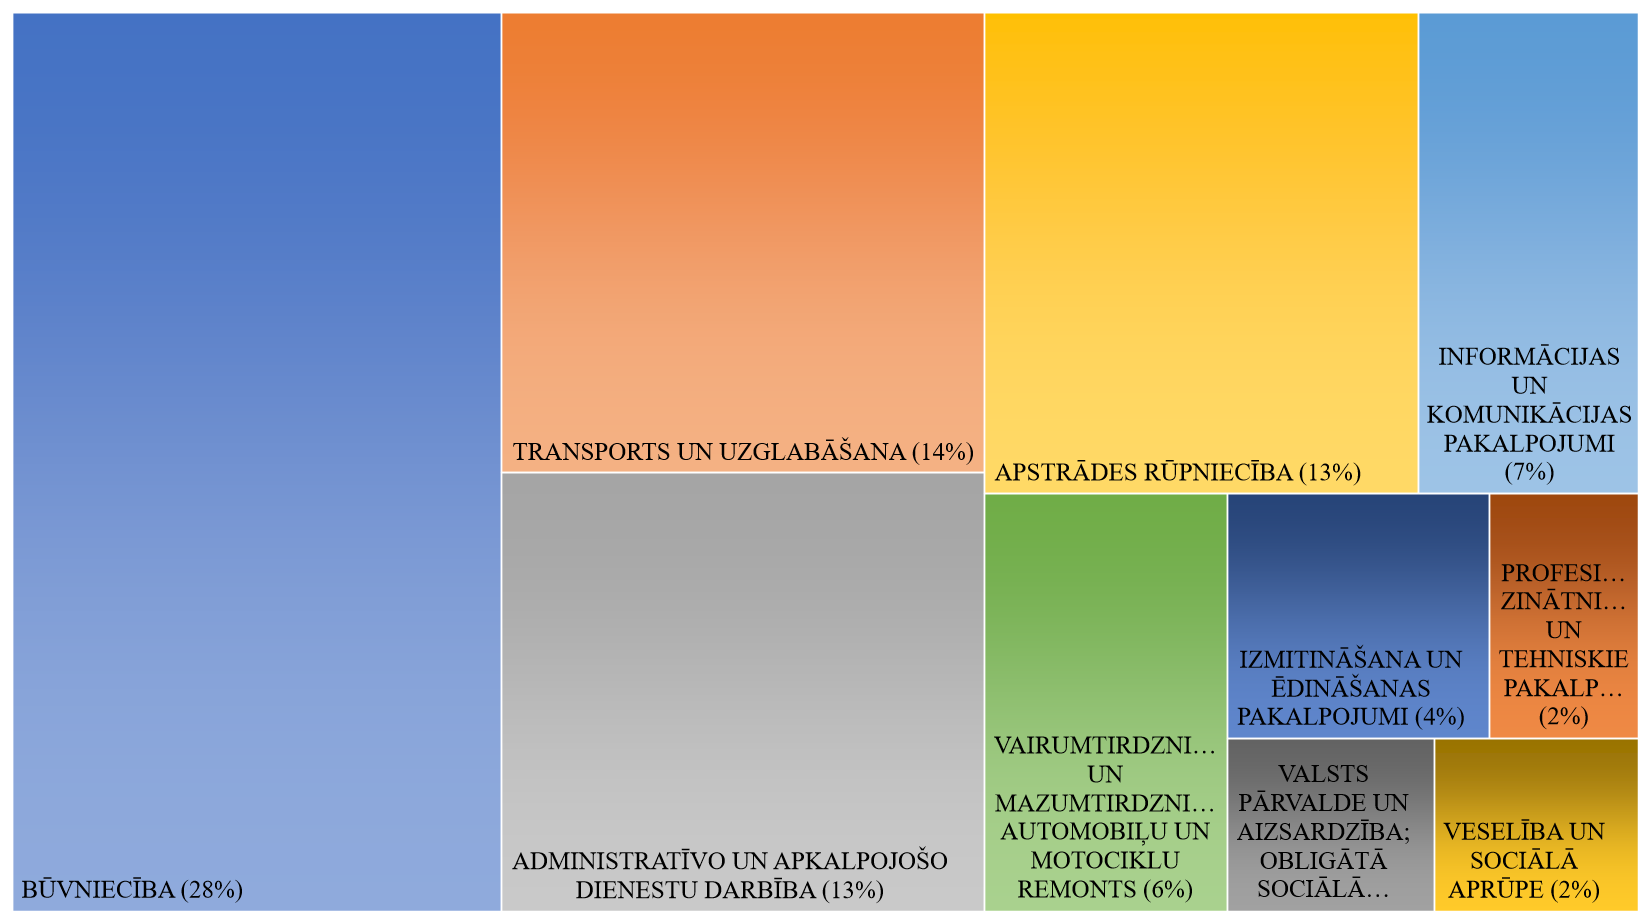 BŪVNIECĪBA (28%)
TRANSPORTS UN UZGLABĀŠANA (14%)
ADMINISTRATĪVO UN APKALPOJOŠO
DIENESTU DARBĪBA (13%)
APSTRĀDES RŪPNIECĪBA (13%)
INFORMĀCIJAS
UN
KOMUNIKĀCIJAS
PAKALPOJUMI
(7%)
VAIRUMTIRDZNI…
UN
MAZUMTIRDZNI…
AUTOMOBIĻU UN
MOTOCIKLU
REMONTS (6%)
IZMITINĀŠANA UN
ĒDINĀŠANAS
PAKALPOJUMI (4%)
PROFESI…
ZINĀTNI…
UN
TEHNISKIE
PAKALP…
(2%)
VALSTS
PĀRVALDE UN
AIZSARDZĪBA;
OBLIGĀTĀ
SOCIĀLĀ…
VESELĪBA UN
SOCIĀLĀ
APRŪPE (2%)